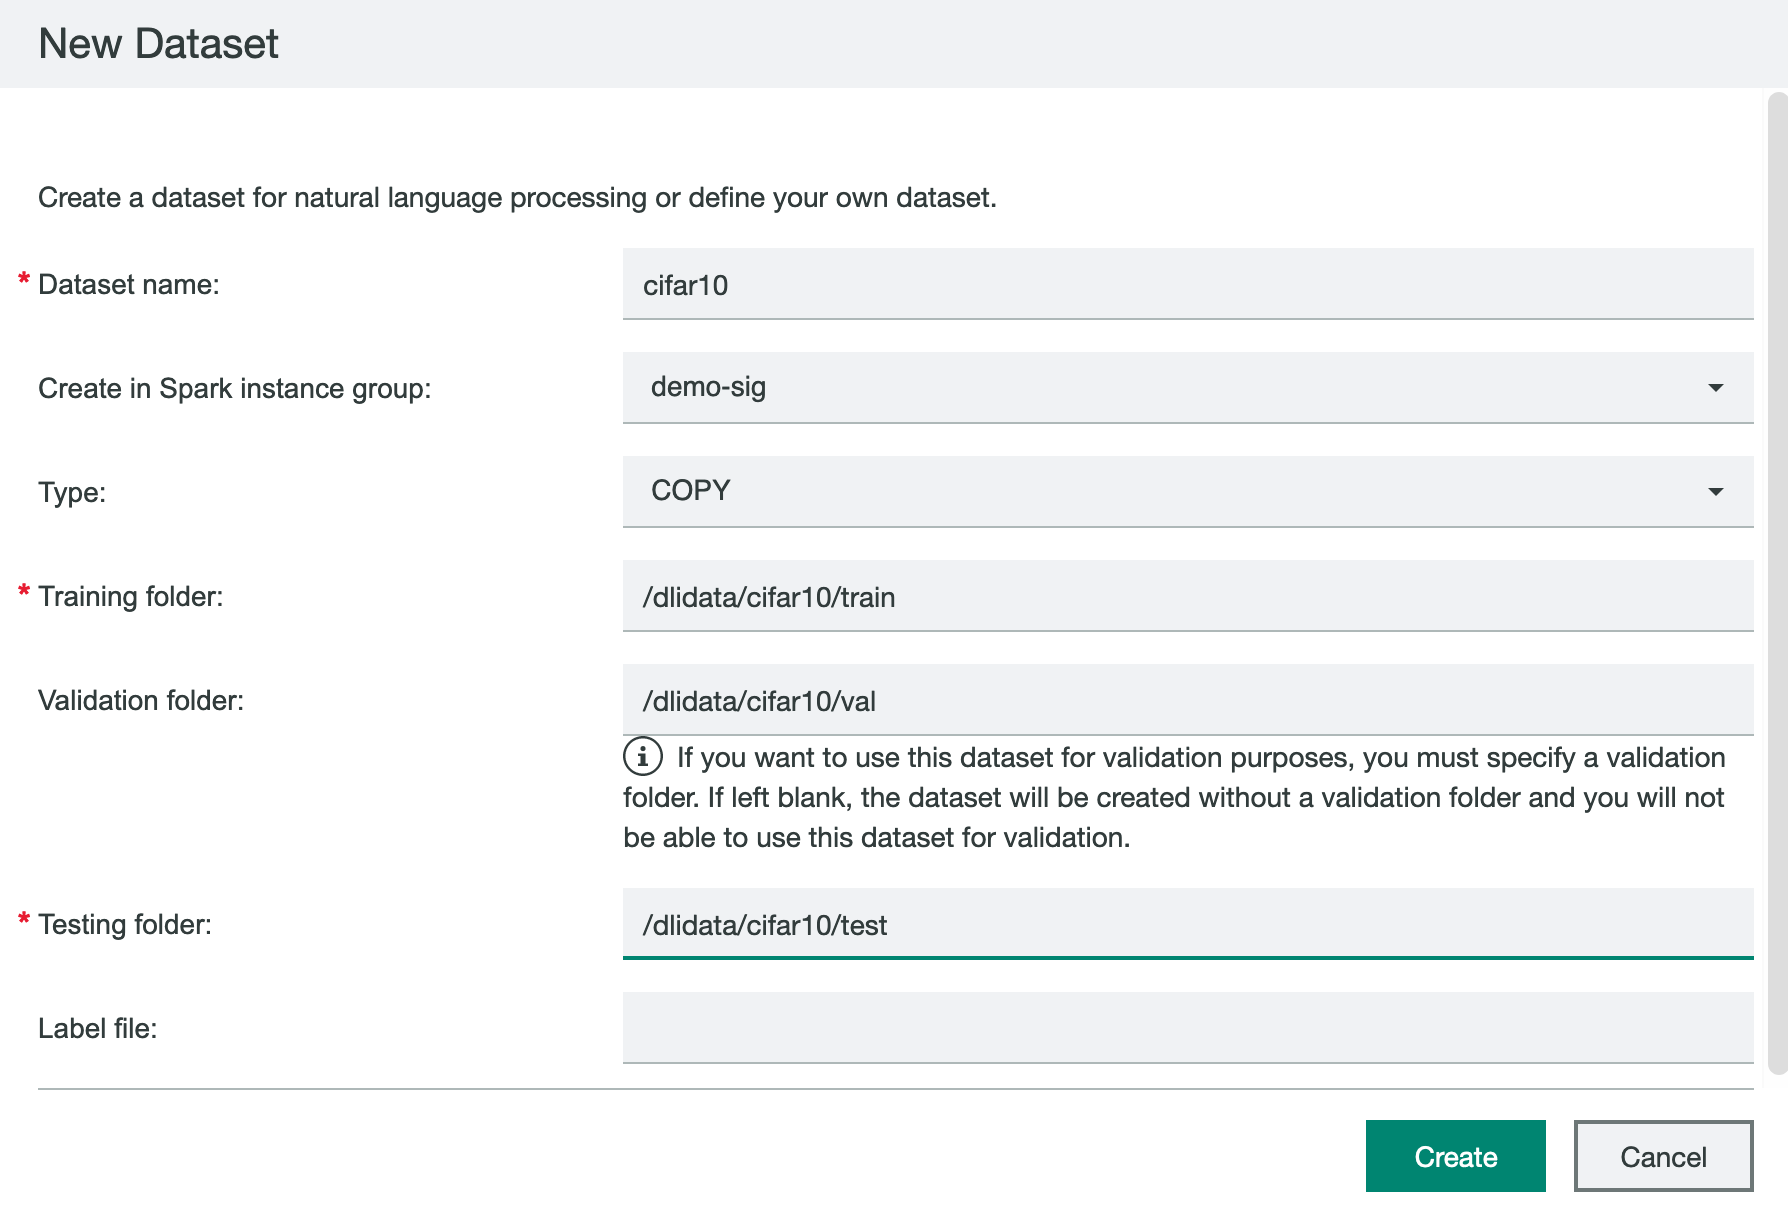 New Dataset
Create a dataset for natural language processing or define your own dataset.
* Dataset name:
cifar10
Create in Spark instance group:
demo-sig
Type:
COPY
* Training folder:
/dlidata/cifar10/train
Validation folder:
/dlidata/cifar10/val
If you want to use this dataset for validation purposes, you must specify a validation
folder. If left blank, the dataset will be created without a validation folder and you will not
be able to use this dataset for validation.
* Testing folder:
/dlidata/cifar10/test
Label file:
Create
Cancel